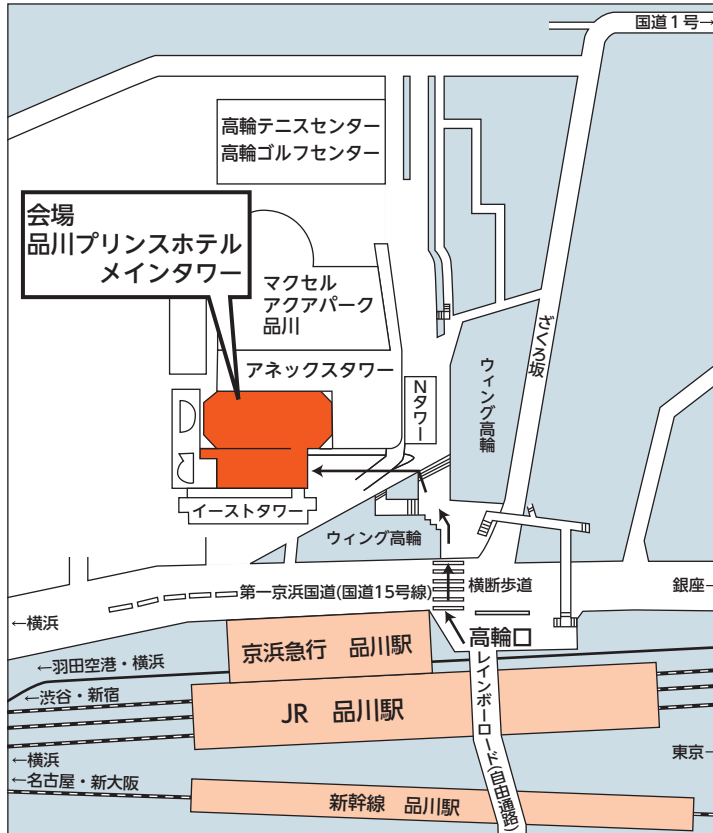 国道1号→
高輪テニスセンター
高輪ゴルフセンター
会場
品川プリンスホテル
メインタワー
マクセル
アクアパーク
品川
ざくろ坂
アネックスタワー
Nタワー
ウィング高輪
イーストタワー
ウィング高輪
第一京浜国道(国道15号線)
横断歩道
銀座→
←横浜
高輪口
京浜急行 品川駅
←羽田空港・横浜
←渋谷・新宿
JR 品川駅
レインボーロード(自由通路)
←横浜
東京→
←名古屋・新大阪
新幹線 品川駅